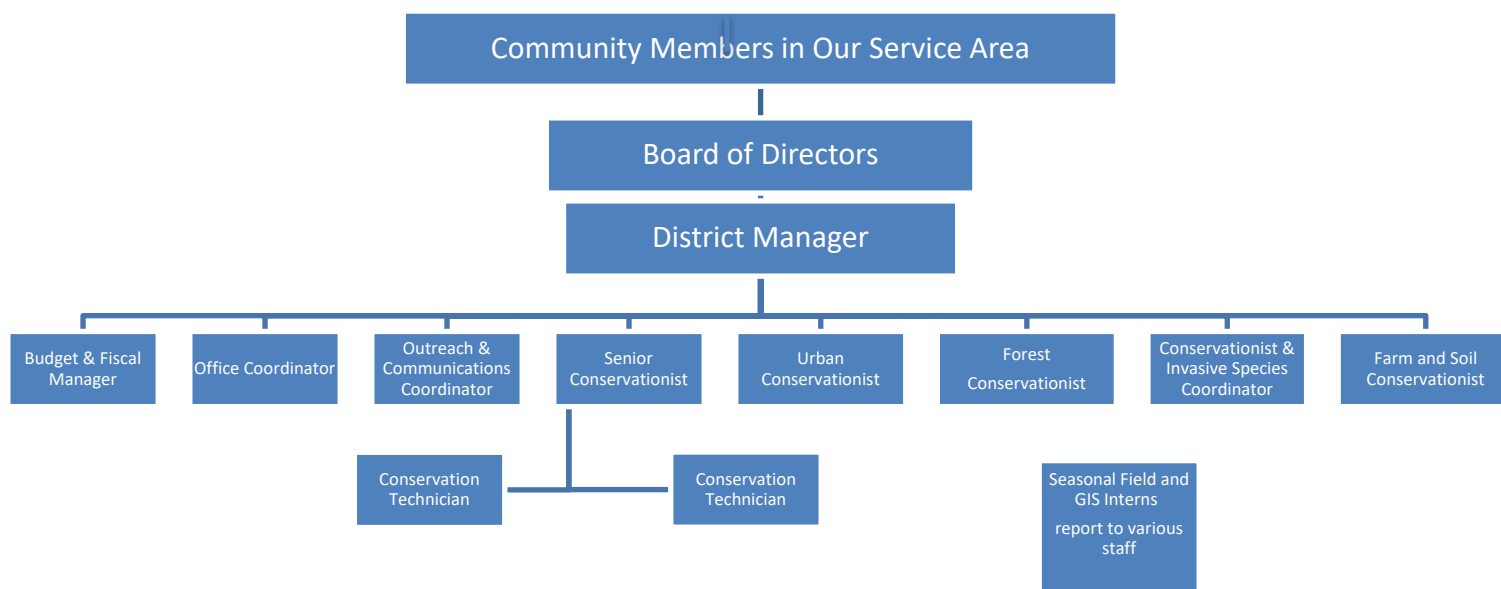 Community Members in Our Service Area
Board of Directors
District Manager
Budget & Fiscal
Manager
Office Coordinator
Outreach &
Communications
Coordinator
Senior
Conservationist
Urban
Conservationist
Forest
Conservationist
Conservationist &
Invasive Species
Coordinator
Farm and Soil
Conservationist
Conservation
Technician
Conservation
Technician
Seasonal Field and
GIS Interns
report to various
staff